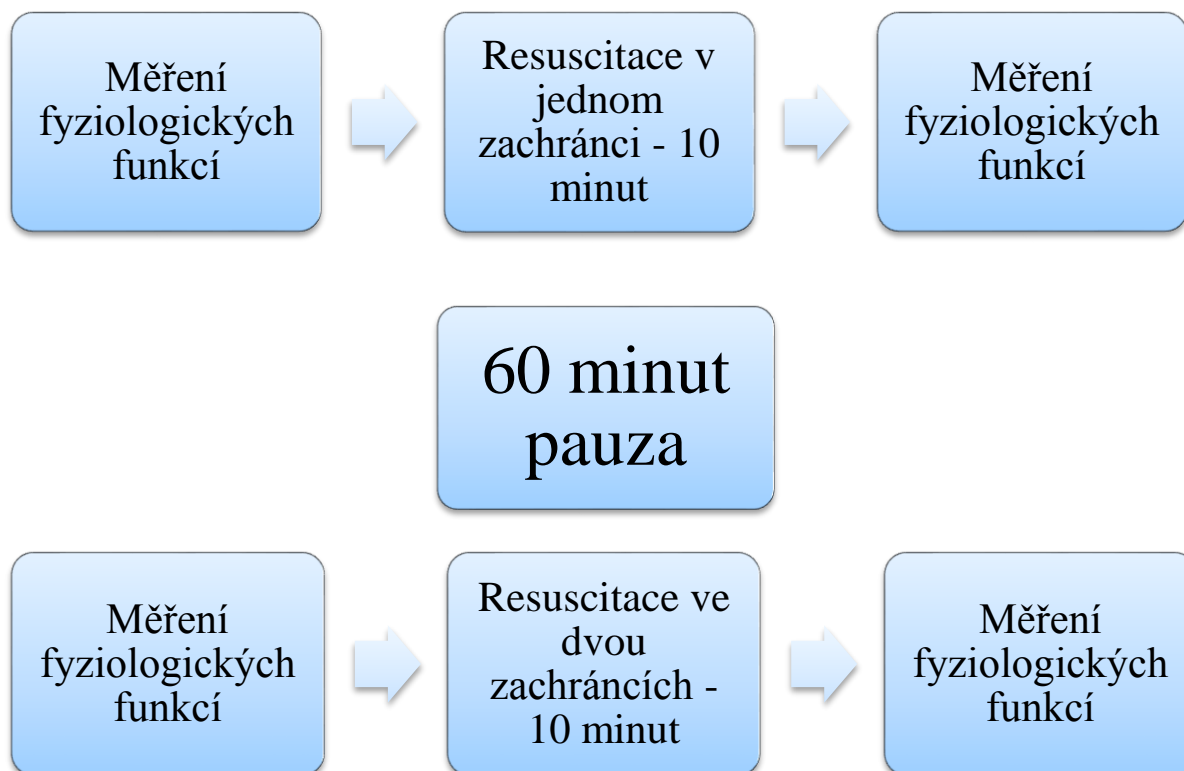 Měření
fyziologických
funkcí
Resuscitace v
jednom
zachránci - 10
minut
Měření
fyziologických
funkcí
60 minut
pauza
Měření
fyziologických
funkcí
Resuscitace ve
dvou
zachráncích -
10 minut
Měření
fyziologických
funkcí